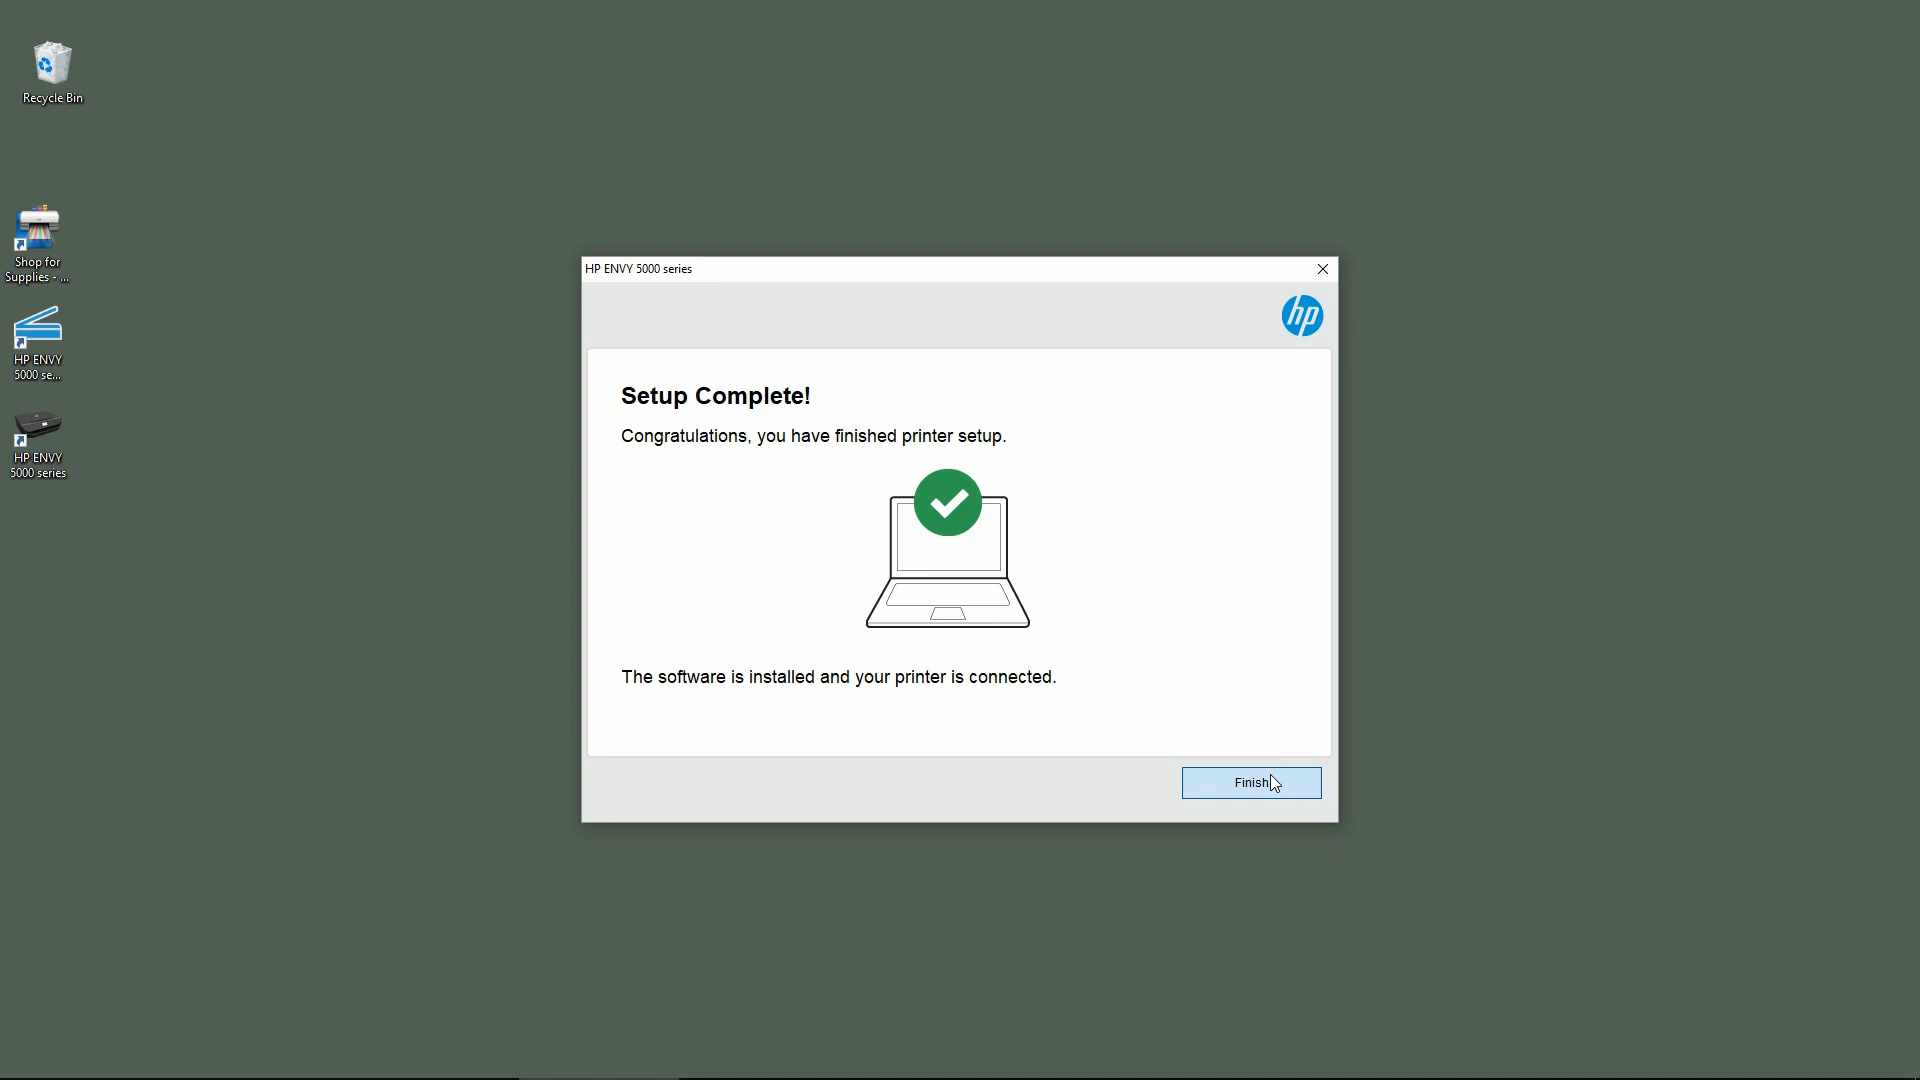 Recycle Bin
Shop for
Supplies - ...
HP ENVY
5000 se...
HP ENVY
5000 series
HP ENVY 5000 series
hp
Setup Complete!
Congratulations, you have finished printer setup.
The software is installed and your printer is connected.
Finish